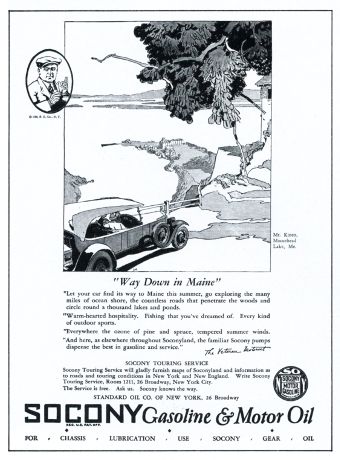 "Way Down in Maine"
"Let your car find its way to Maine this summer, go exploring the many
miles of ocean shore, the countless roads that penetrate the woods and
circle round a thousand lakes and ponds.
"Warm-hearted hospitality. Fishing that you've dreamed of. Every kind
of outdoor sports.
"Everywhere the ozone of pine and spruce, tempered summer winds.
"And here, as elsewhere throughout Soconyland, the familiar Socony pumps
dispense the best in gasoline and service."
The Veteran Motorist
Mt. Kineo,
Moosehead
Lake, Me.
SOCONY TOURING SERVICE
Socony Touring Service will gladly furnish maps of Soconyland and information as
to roads and touring conditions in New York and New England. Write Socony
Touring Service, Room 1211, 26 Broadway, New York City.
The Service is free. Ask us. Socony knows the way.
STANDARD OIL CO. OF NEW YORK, 26 Broadway
SO
SOCONY
MOTOR
GASOLINE
SOCONY Gasoline & Motor Oil
REG. U.S. PAT. OFF.
FOR · CHASSIS · LUBRICATION · USE · SOCONY · GEAR · OIL